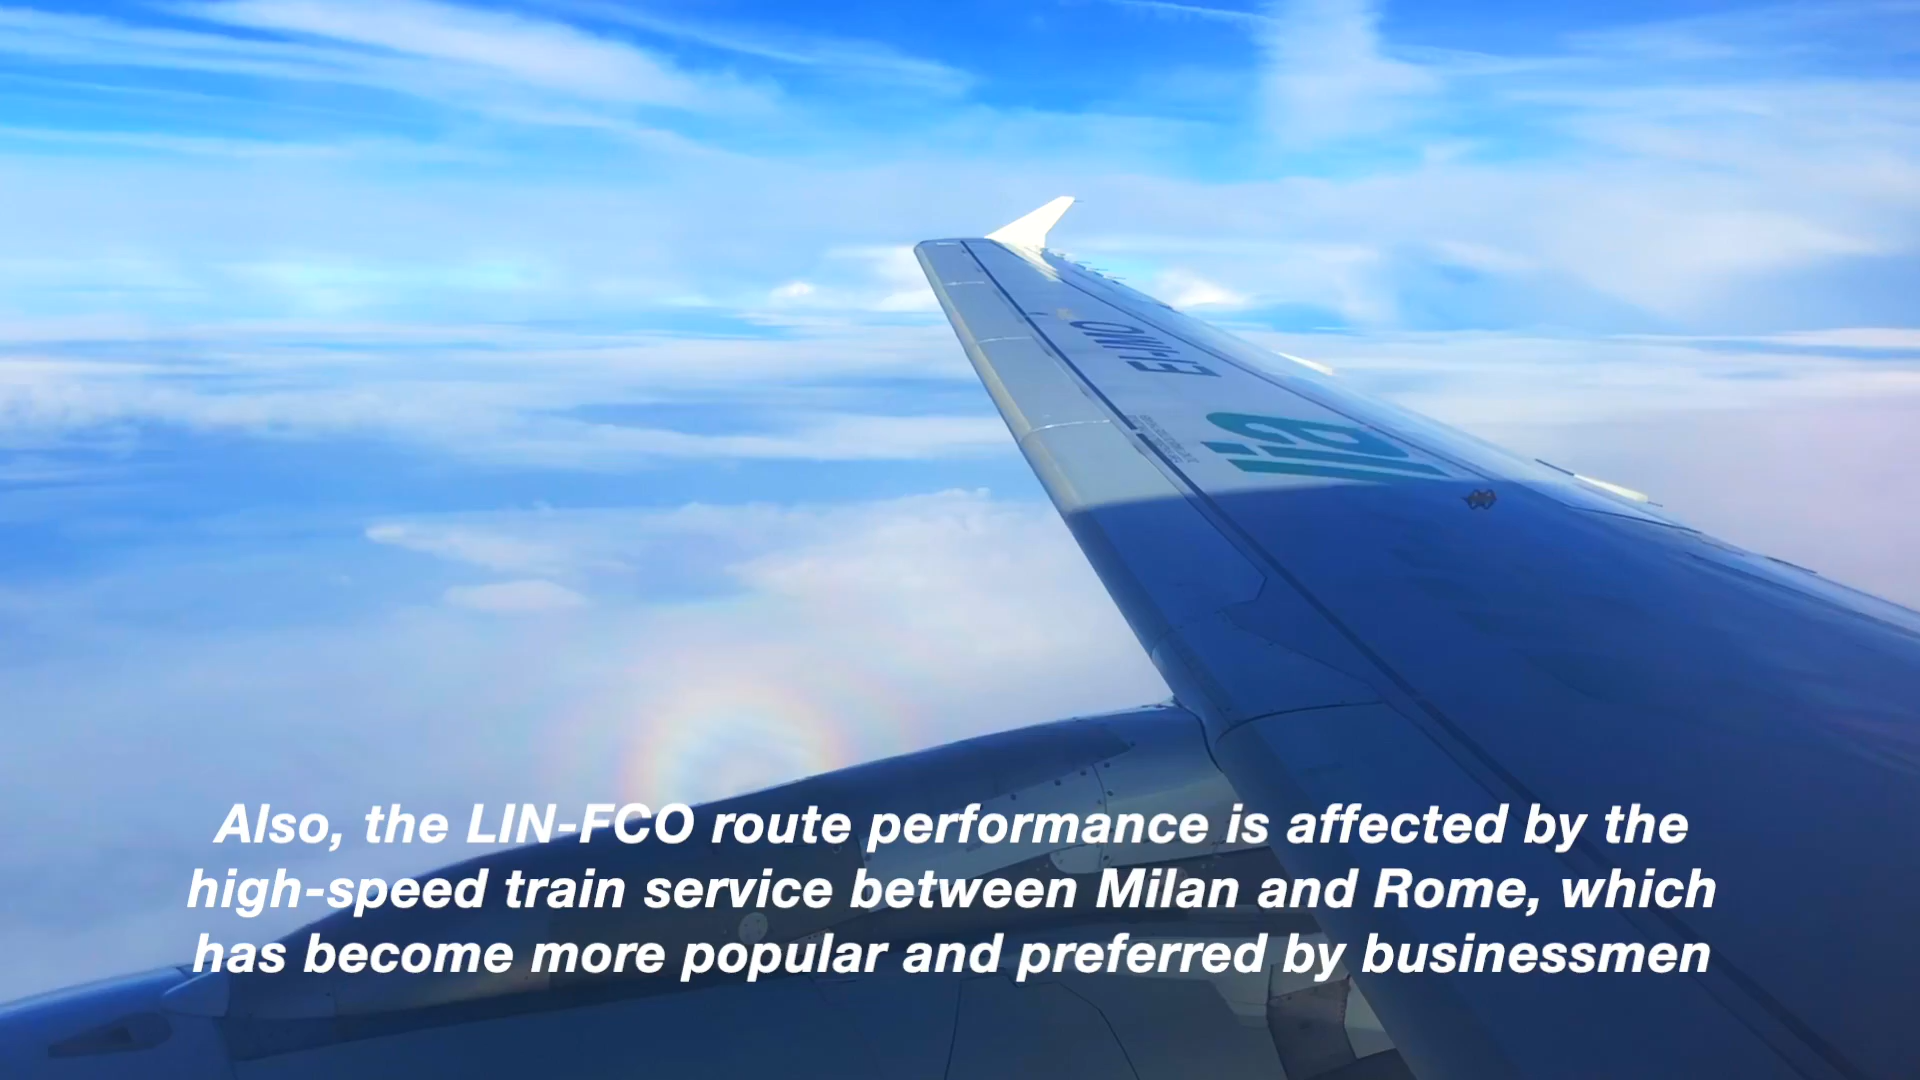 EI-IMO
Also, the LIN-FCO route performance is affected by the
high-speed train service between Milan and Rome, which
has become more popular and preferred by businessmen